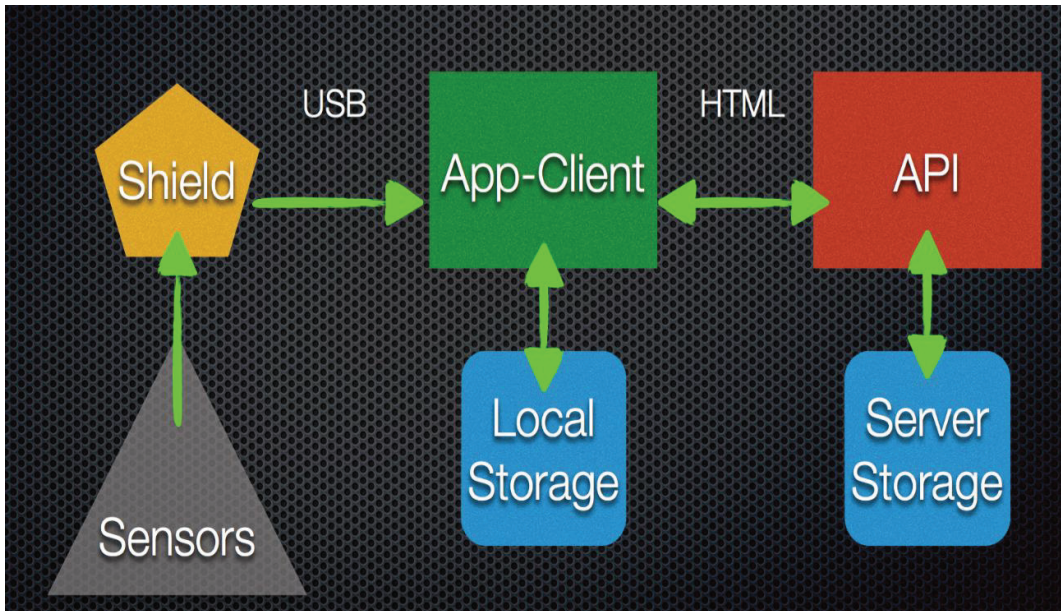 USB
HTML
Shield
App-Client
API
Local
Storage
Server
Storage
Sensors